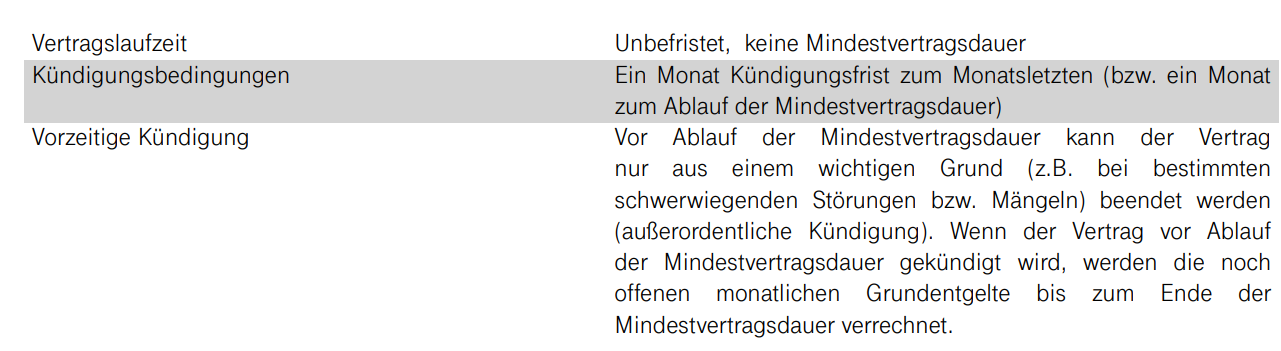 Vertragslaufzeit Unbefristet, keine Mindestvertragsdauer
Kündigungsbedingungen Ein Monat Kündigungsfrist zum Monatsletzten (bzw. ein Monat
zum Ablauf der Mindestvertragsdauer)
Vorzeitige Kündigung Vor Ablauf der Mindestvertragsdauer kann der Vertrag
nur aus einem wichtigen Grund (z.B. bei bestimmten
schwerwiegenden Störungen bzw. Mängeln) beendet werden
(außerordentliche Kündigung). Wenn der Vertrag vor Ablauf
der Mindestvertragsdauer gekündigt wird, werden die noch
offenen monatlichen Grundentgelte bis zum Ende der
Mindestvertragsdauer verrechnet.